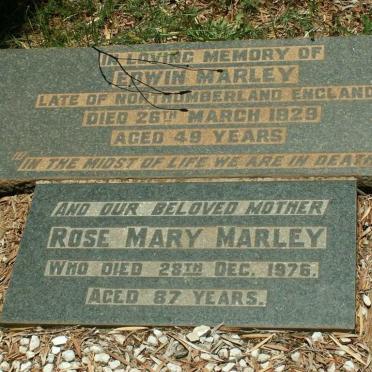 IN LOVING MEMORY OF
EDWIN MARLEY
LATE OF NORTHUMBERLAND ENGLAND
DIED 26TH MARCH 1929
AGED 49 YEARS
"IN THE MIDST OF LIFE WE ARE IN DEATH
AND OUR BELOVED MOTHER
ROSE MARY MARLEY
WHO DIED 28TH DEC. 1976.
AGED 87 YEARS.